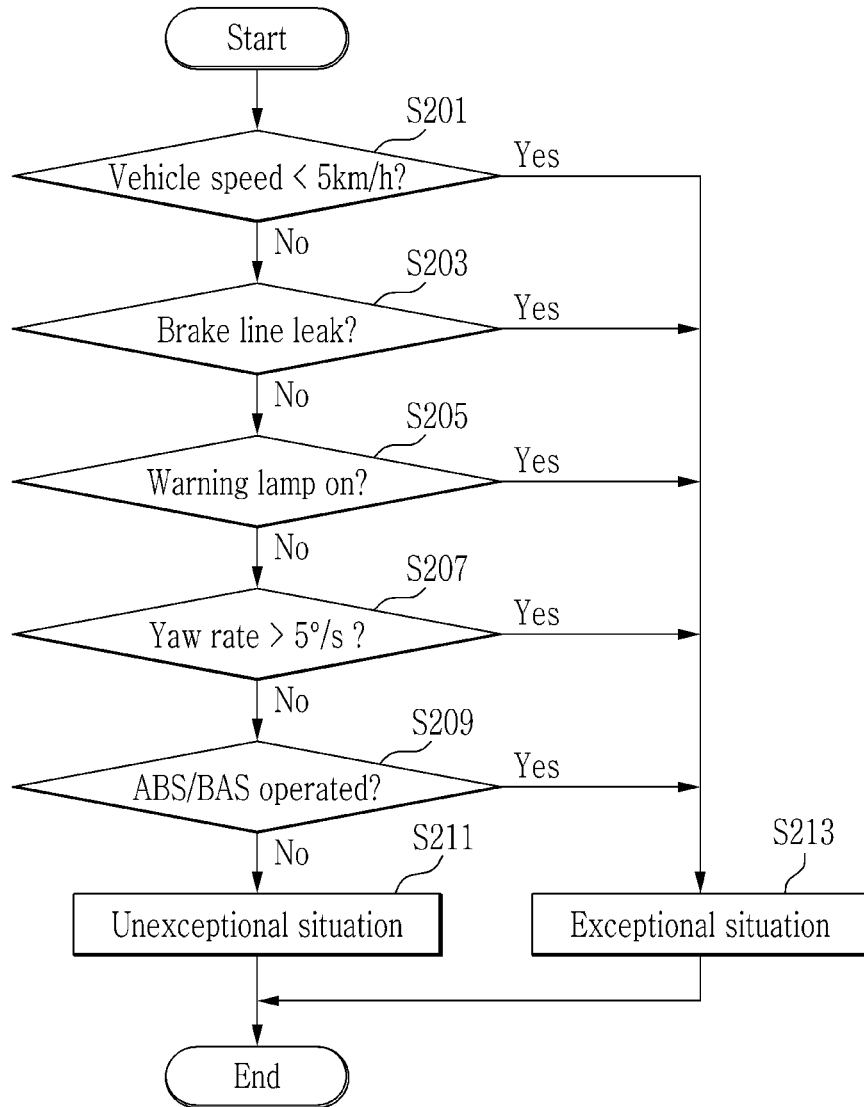 Start
S201
Vehicle speed < 5km/h?
Yes
No
S203
Brake line leak?
Yes
No
S205
Warning lamp on?
Yes
No
S207
Yaw rate > 5°/s ?
Yes
No
S209
ABS/BAS operated?
Yes
No
S211
S213
Unexceptional situation
Exceptional situation
End